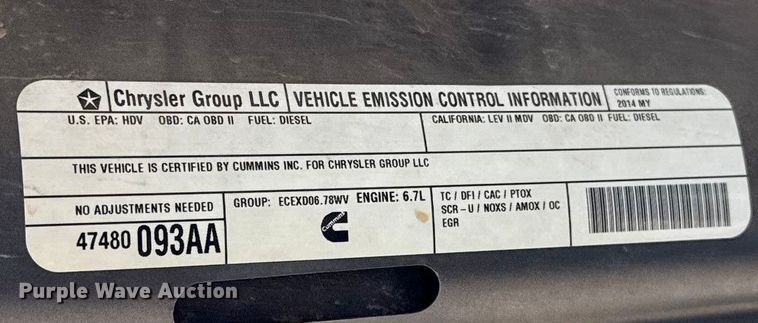 Chrysler Group LLC VEHICLE EMISSION CONTROL INFORMATION CONFORMS TO REGULATIONS:
2014 MY
U.S. EPA: HDV OBD: CA OBD II FUEL: DIESEL CALIFORNIA: LEV II MDV OBD: CA OBD II FUEL: DIESEL
THIS VEHICLE IS CERTIFIED BY CUMMINS INC. FOR CHRYSLER GROUP LLC
NO ADJUSTMENTS NEEDED
47480 093AA
GROUP: ECEXD06.78WV ENGINE: 6.7L
Cummins
TC / DFI / CAC / PTOX
SCR-U / NOXS / AMOX / OC
EGR
Purple Wave Auction